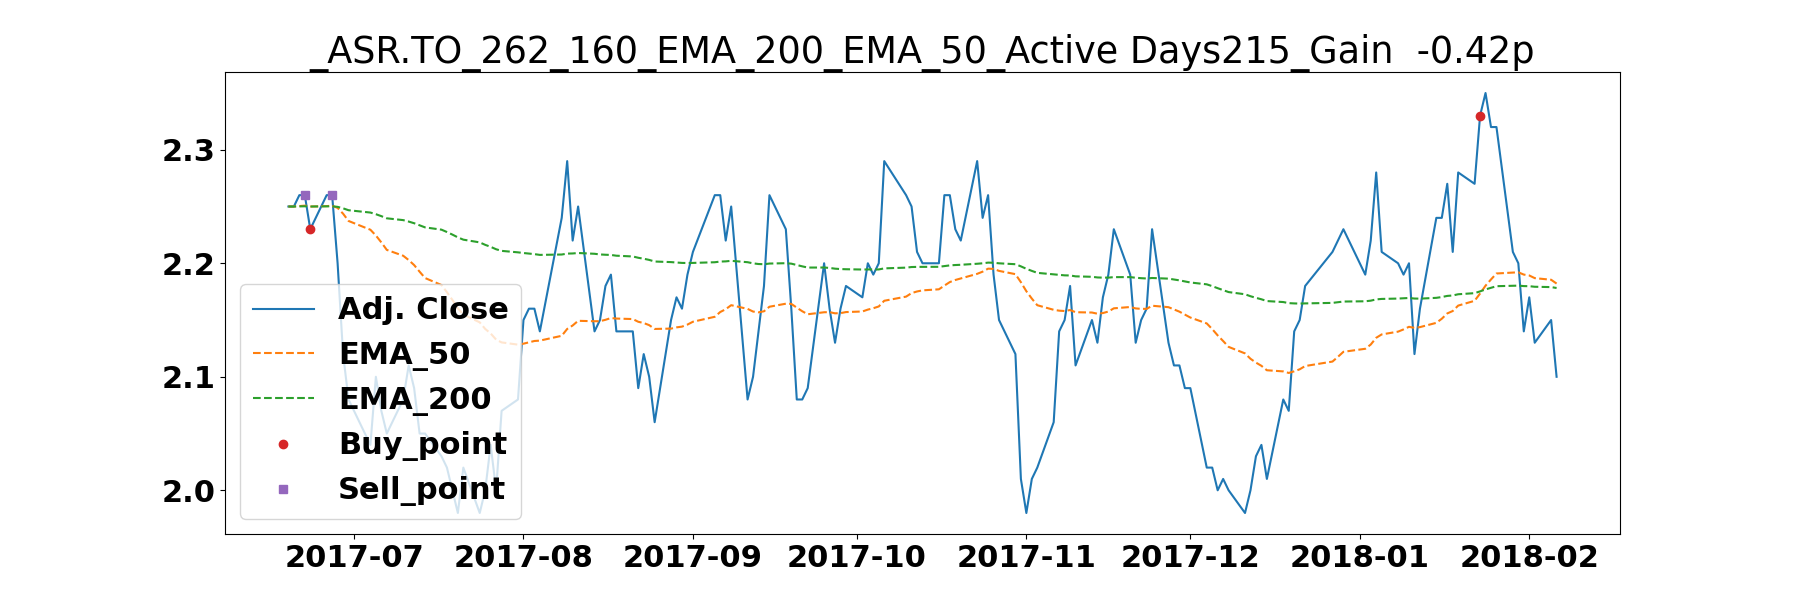 _ASR.TO_262_160_EMA_200_EMA_50_Active Days215_Gain  -0.42p
2.3
2.2
2.1
2.0
Adj. Close
EMA_50
EMA_200
Buy_point
Sell_point
2017-07 2017-08 2017-09 2017-10 2017-11 2017-12 2018-01 2018-02